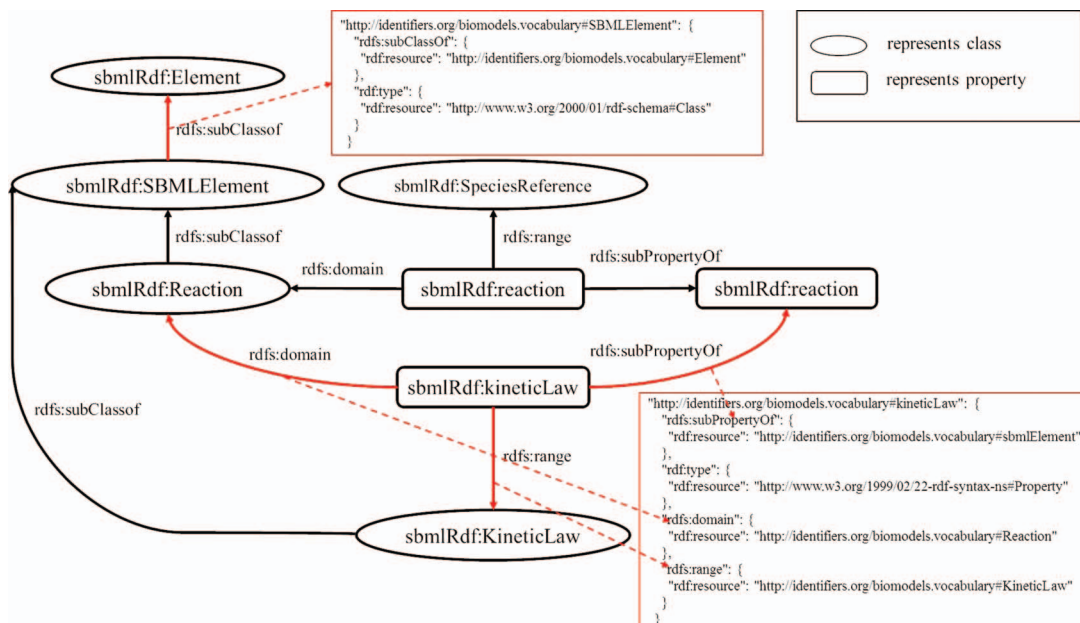 "http://identifiers.org/biomodels.vocabulary#SBMLElement": {
"rdfs:subClassOf": {
"rdf:resource": "http://identifiers.org/biomodels.vocabulary#Element"
},
"rdf:type": {
"rdf:resource": "http://www.w3.org/2000/01/rdf-schema#Class"
}
}
represents class
represents property
sbmlRdf:Element
rdfs:subClassof
sbmlRdf:SBMLElement
sbmlRdf:SpeciesReference
rdfs:subClassof
rdfs:range
rdfs:subPropertyOf
rdfs:domain
sbmlRdf:Reaction
sbmlRdf:reaction
sbmlRdf:reaction
rdfs:domain
rdfs:subPropertyOf
sbmlRdf:kineticLaw
rdfs:subClassof
rdfs:range
sbmlRdf:KineticLaw
"http://identifiers.org/biomodels.vocabulary#kineticLaw": {
"rdfs:subPropertyOf": {
"rdf:resource": "http://identifiers.org/biomodels.vocabulary#sbmlElement"
},
"rdf:type": {
"rdf:resource": "http://www.w3.org/1999/02/22-rdf-syntax-ns#Property"
},
"rdfs:domain": {
"rdf:resource": "http://identifiers.org/biomodels.vocabulary#Reaction"
},
"rdfs:range": {
"rdf:resource": "http://identifiers.org/biomodels.vocabulary#KineticLaw"
}
}